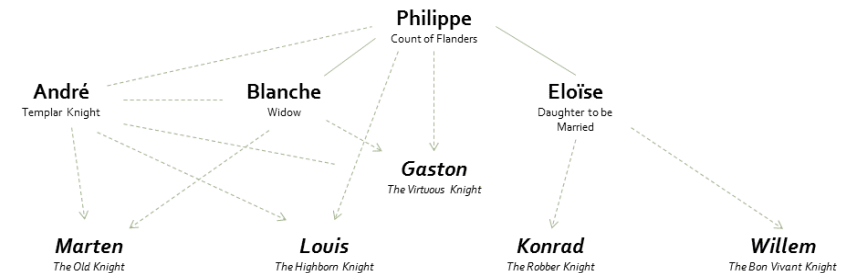 Philippe
Count of Flanders
André
Templar Knight
Blanche
Widow
Eloïse
Daughter to be
Married
Gaston
The Virtuous Knight
Marten
The Old Knight
Louis
The Highborn Knight
Konrad
The Robber Knight
Willem
The Bon Vivant Knight